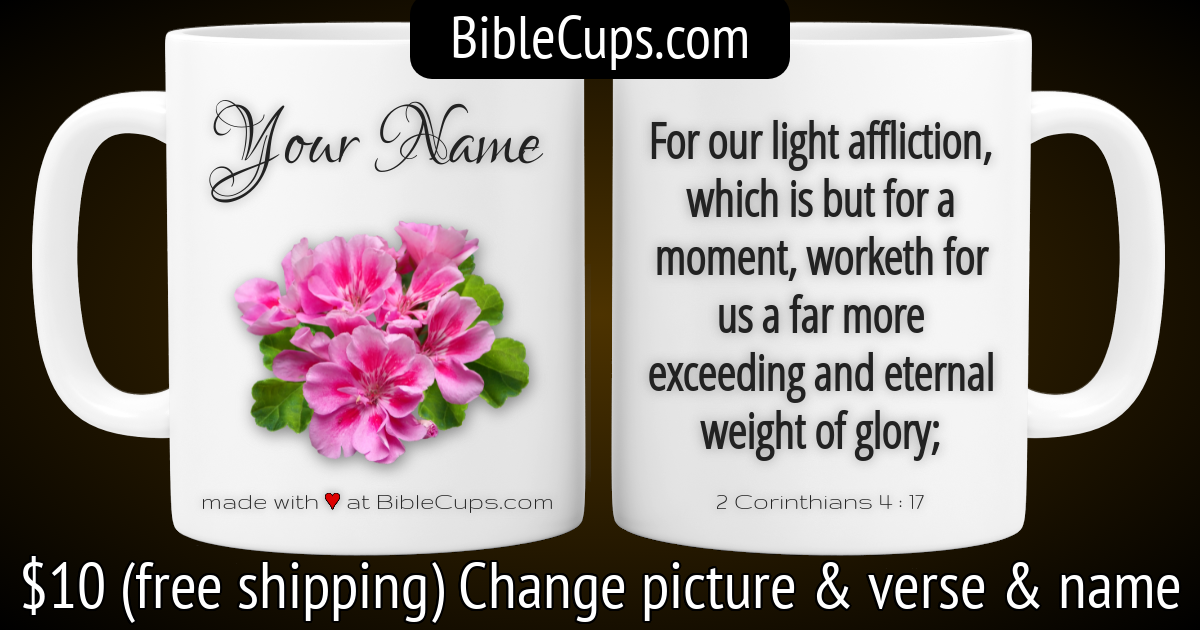 BibleCups.com
Your Name
made with ♥ at BibleCups.com
For our light affliction,
which is but for a
moment, worketh for
us a far more
exceeding and eternal
weight of glory;
2 Corinthians 4 : 17
$10 (free shipping) Change picture & verse & name